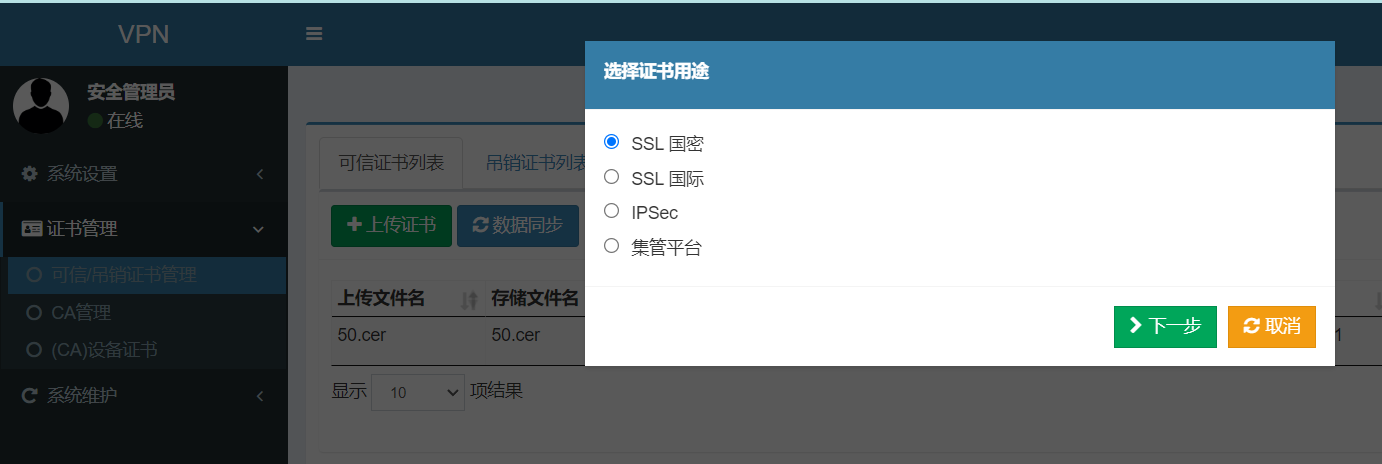 VPN
安全管理员
在线
系统设置
证书管理
可信/吊销证书管理
CA管理
(CA)设备证书
系统维护
选择证书用途
SSL 国密
SSL 国际
IPSec
集管平台
下一步 取消
可信证书列表 吊销证书列表
上传证书 数据同步
上传文件名 存储文件名
50.cer 50.cer 1
显示 10 项结果